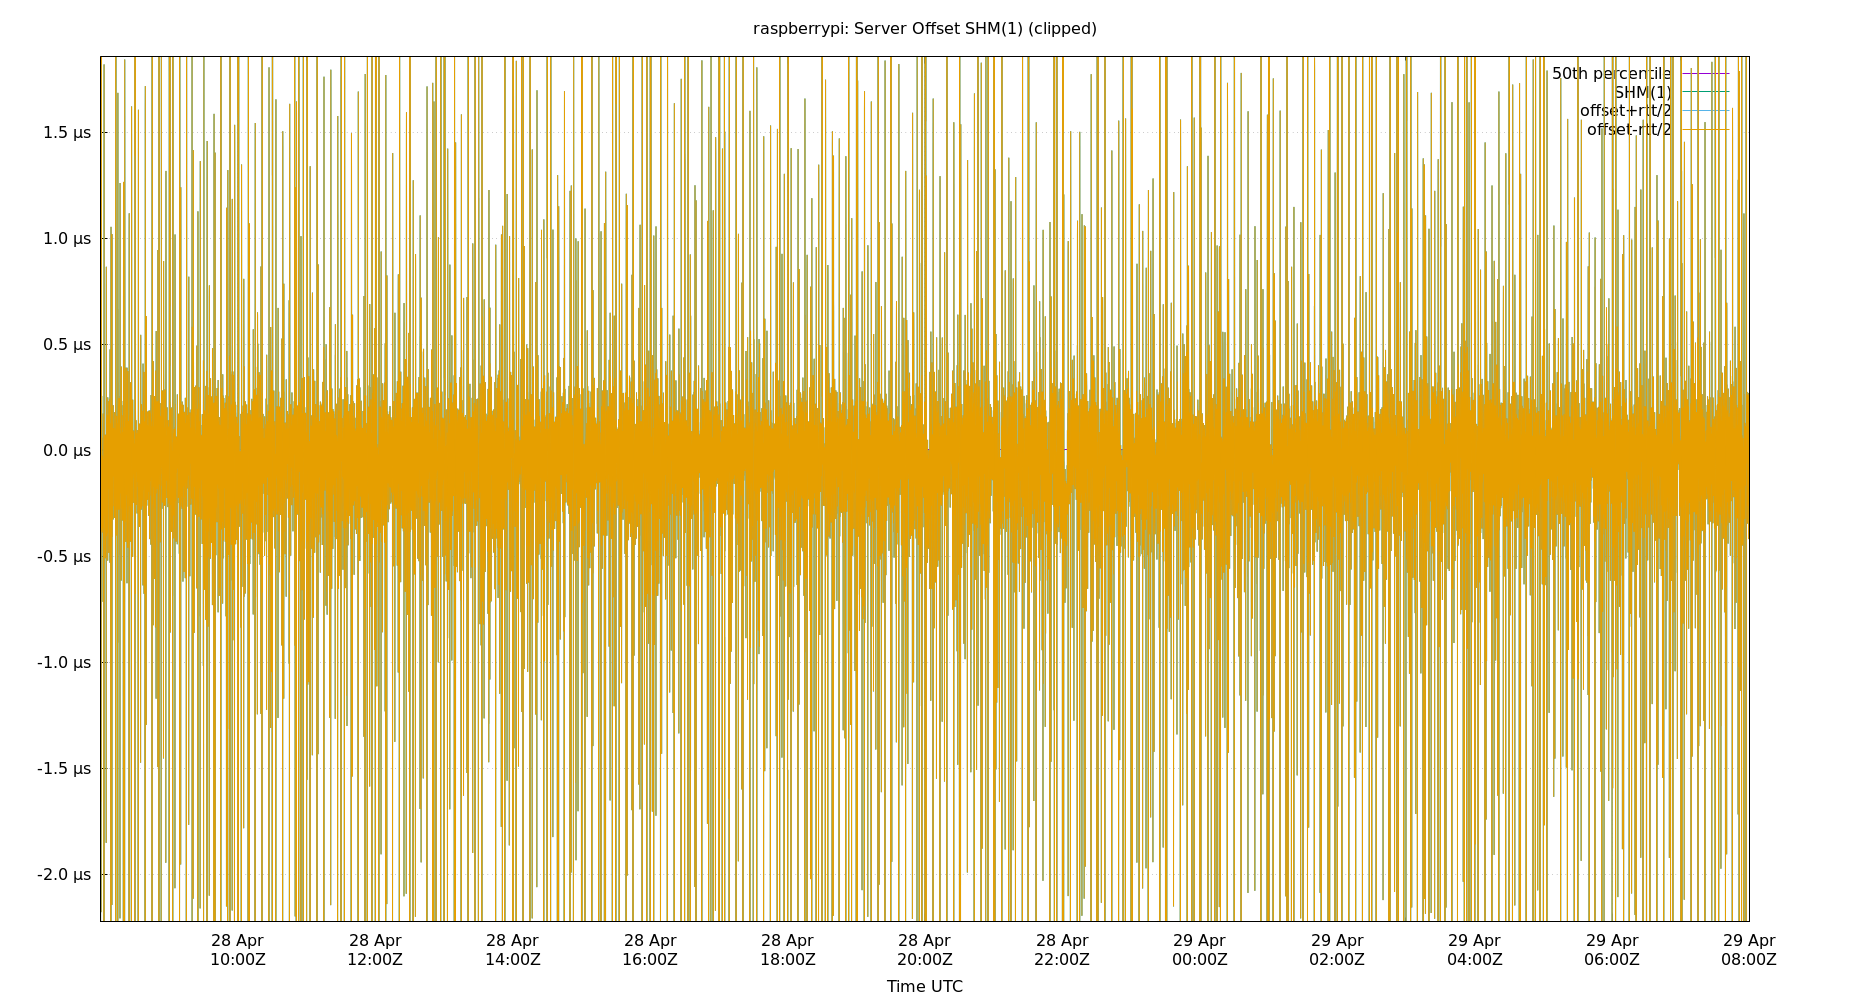 raspberrypi: Server Offset SHM(1) (clipped)
50th percentile
SHM(1)
offset+rtt/2
offset-rtt/2
1.5 µs
1.0 µs
0.5 µs
0.0 µs
-0.5 µs
-1.0 µs
-1.5 µs
-2.0 µs
28 Apr 28 Apr 28 Apr 28 Apr 28 Apr 28 Apr 28 Apr 29 Apr 29 Apr 29 Apr 29 Apr 29 Apr
10:00Z 12:00Z 14:00Z 16:00Z 18:00Z 20:00Z 22:00Z 00:00Z 02:00Z 04:00Z 06:00Z 08:00Z
Time UTC